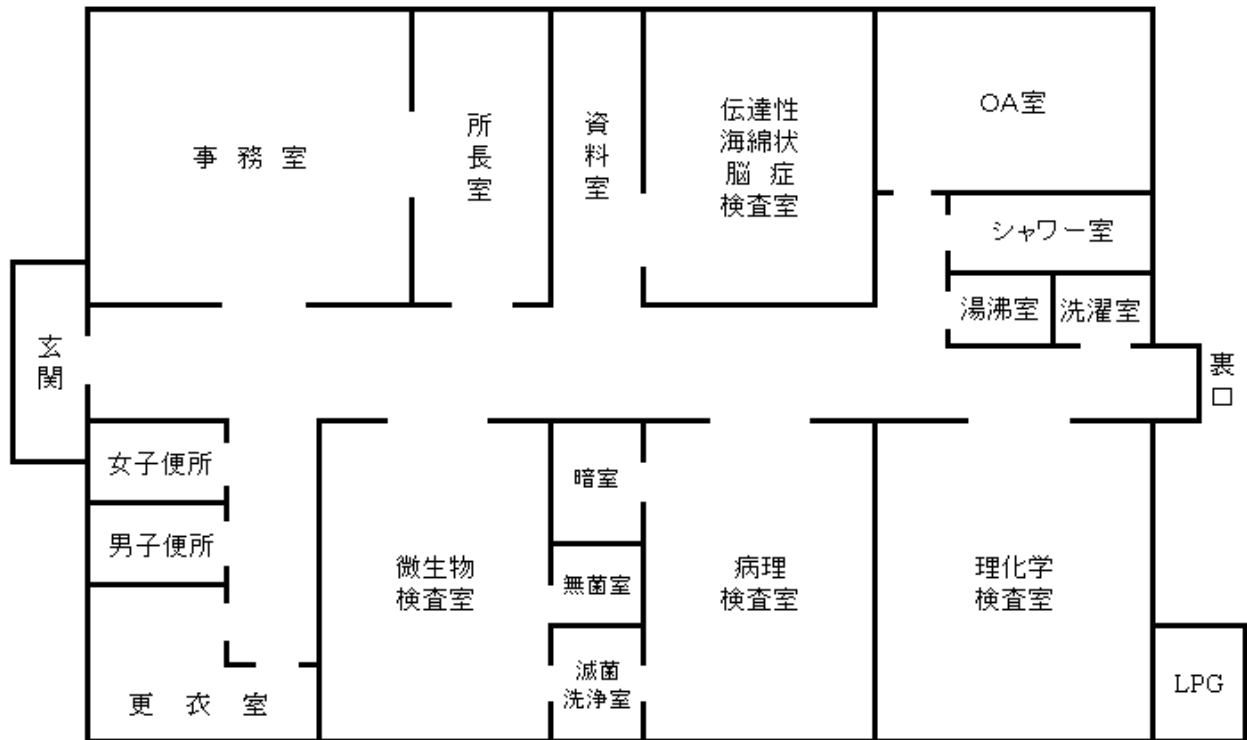 事務室
所長室
資料室
伝達性
海綿状
脳症
検査室
OA室
シャワー室
湯沸室
洗濯室
玄関
裏口
女子便所
男子便所
更衣室
微生物
検査室
暗室
無菌室
滅菌
洗浄室
病理
検査室
理化学
検査室
LPG